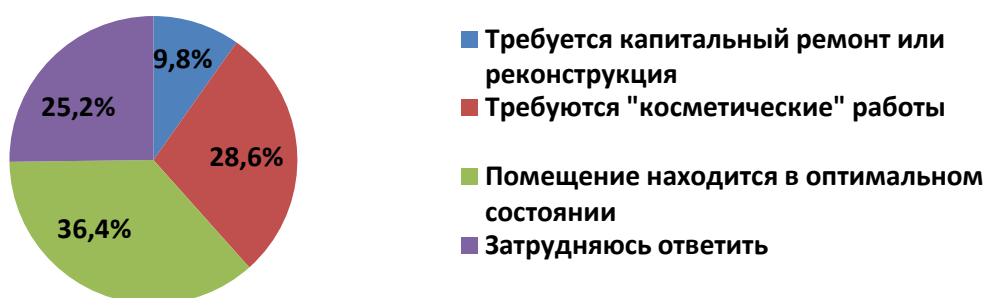 9,8%
28,6%
36,4%
25,2%
Требуется капитальный ремонт или
реконструкция
Требуются "косметические" работы
Помещение находится в оптимальном
состоянии
Затрудняюсь ответить